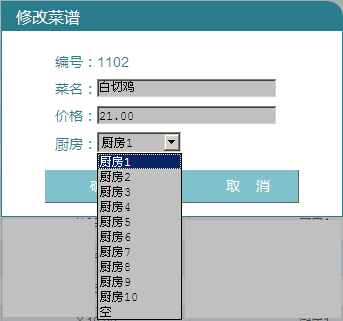 修改菜谱
编号：1102
菜名：白切鸡
价格：21.00
厨房：厨房1
厨房1
厨房2
厨房3
厨房4
厨房5
厨房6
厨房7
厨房8
厨房9
厨房10
空
取 消